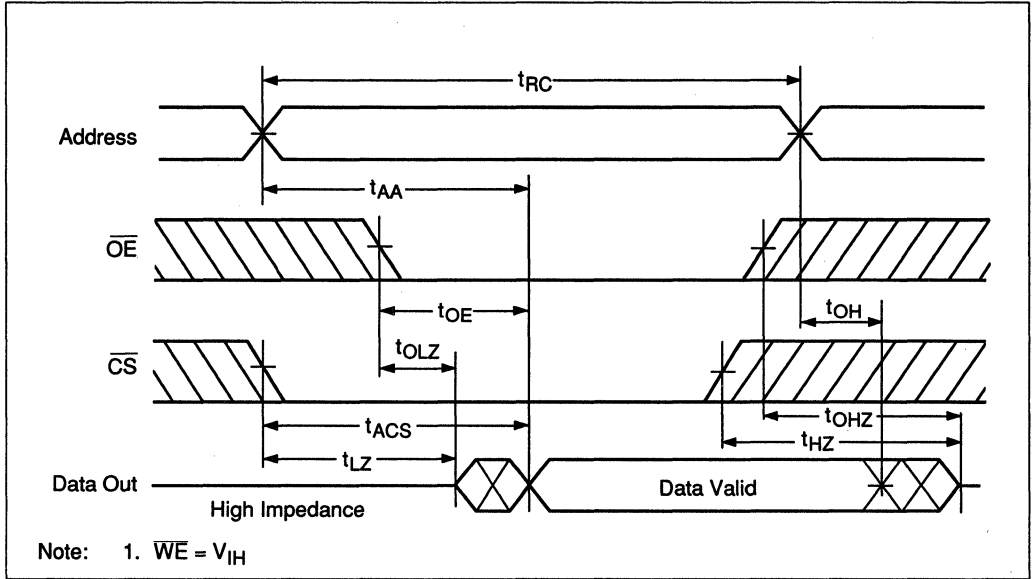 tRC
Address
tAA
OE
tOE
tOH
tOLZ
CS
tOHZ
tACS
tHZ
tLZ
Data Out
Data Valid
High Impedance
Note: 1. WE = VIH